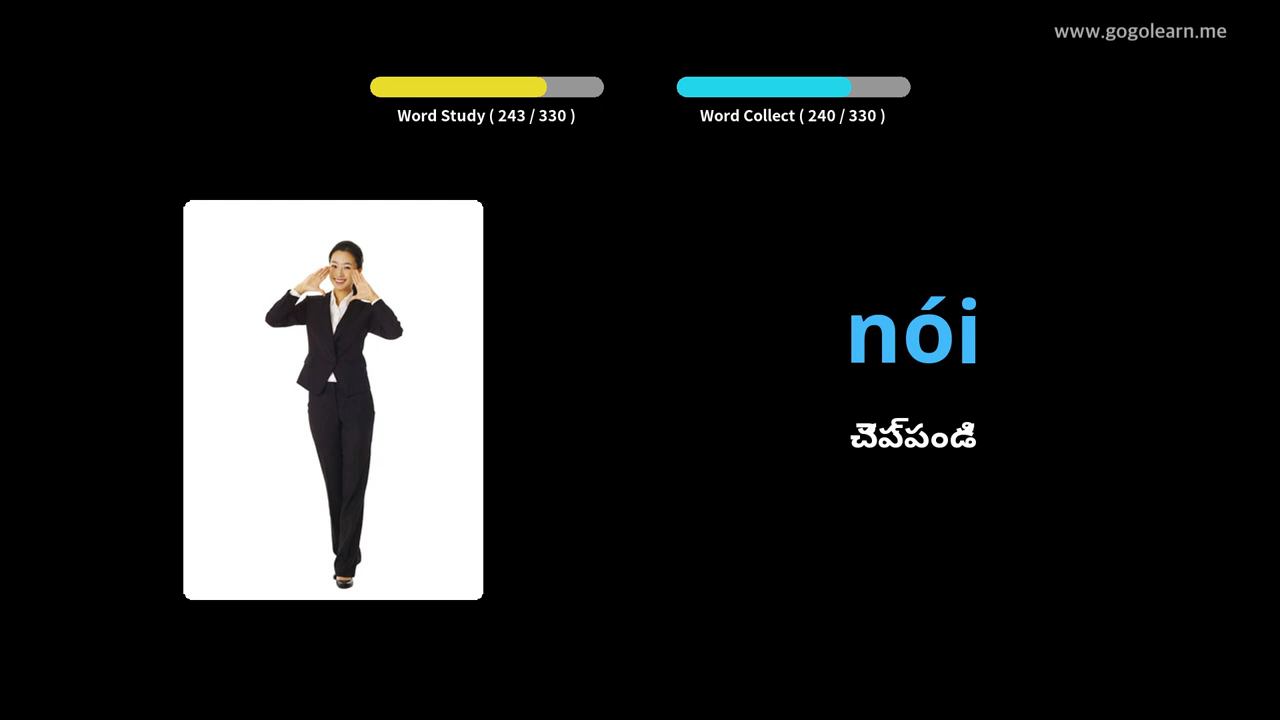 www.gogolearn.me
Word Study ( 243 / 330 )
Word Collect ( 240 / 330 )
nói
చెప్పండి